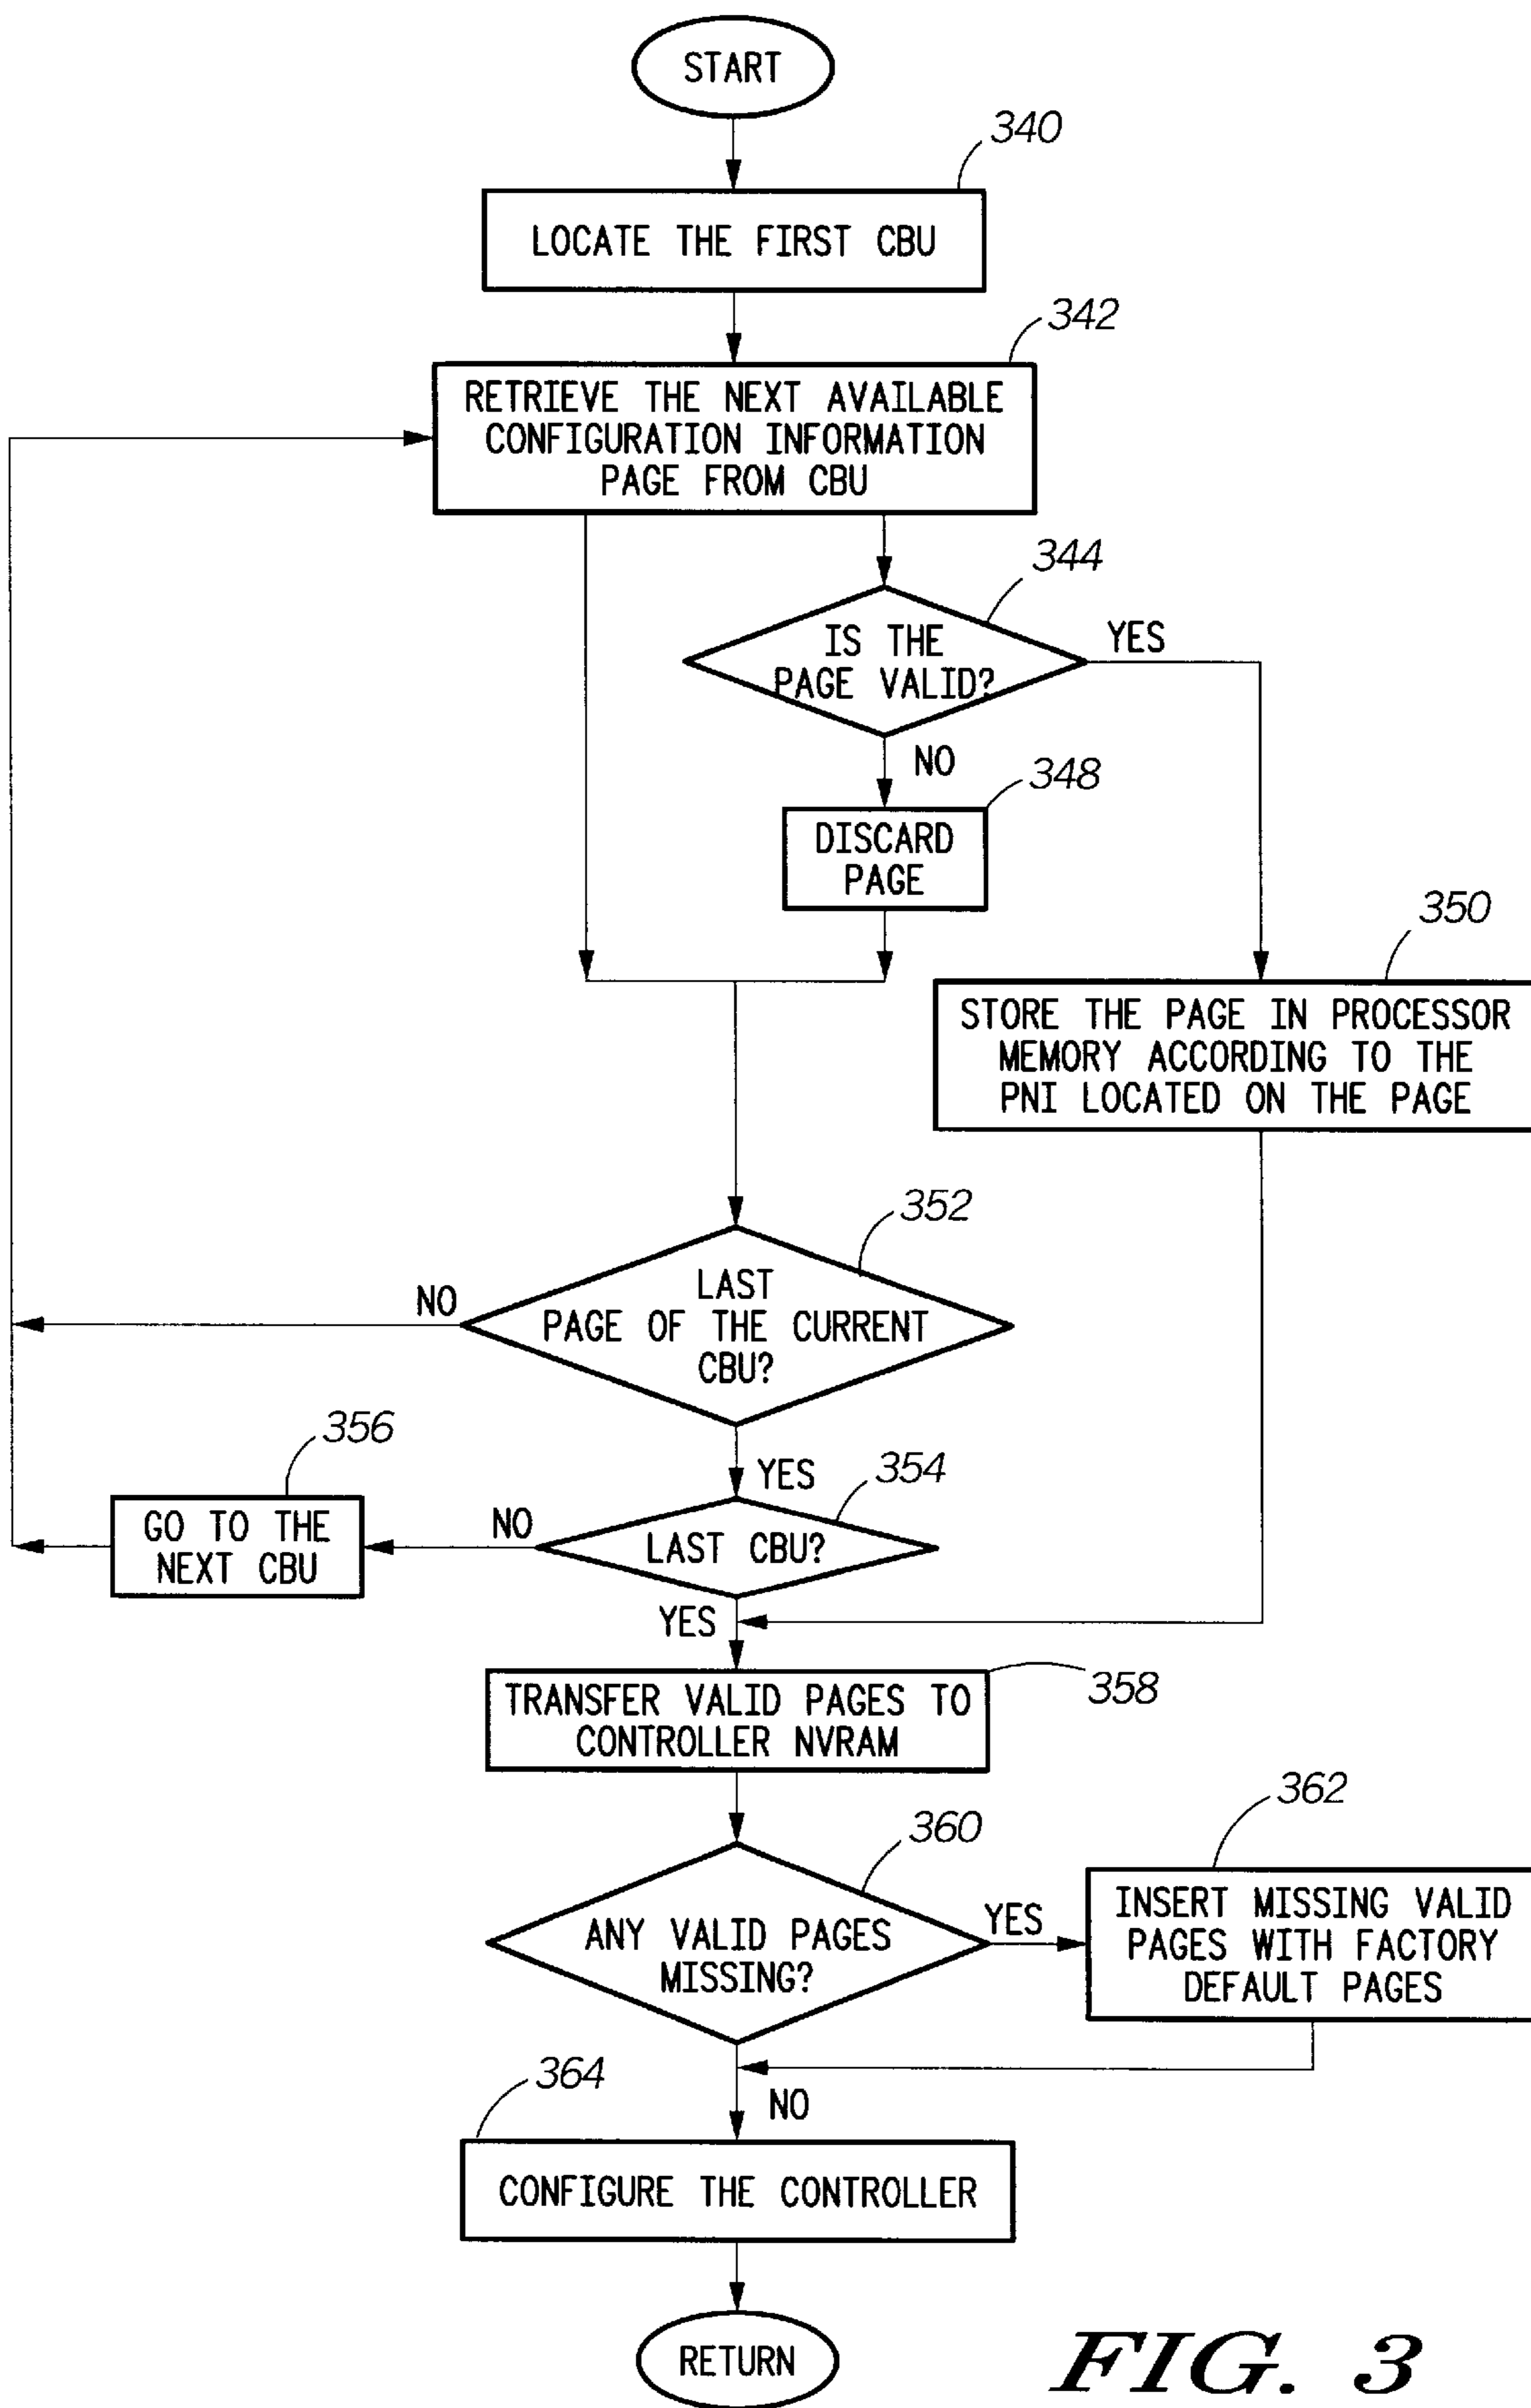 START
340
LOCATE THE FIRST CBU
342
RETRIEVE THE NEXT AVAILABLE
CONFIGURATION INFORMATION
PAGE FROM CBU
344
IS THE
PAGE VALID?
YES
NO
348
DISCARD
PAGE
350
STORE THE PAGE IN PROCESSOR
MEMORY ACCORDING TO THE
PNI LOCATED ON THE PAGE
352
LAST
PAGE OF THE CURRENT
CBU?
NO
YES
356
GO TO THE
NEXT CBU
354
NO
LAST CBU?
YES
358
TRANSFER VALID PAGES TO
CONTROLLER NVRAM
360
ANY VALID PAGES
MISSING?
YES
362
INSERT MISSING VALID
PAGES WITH FACTORY
DEFAULT PAGES
NO
364
CONFIGURE THE CONTROLLER
RETURN
FIG. 3